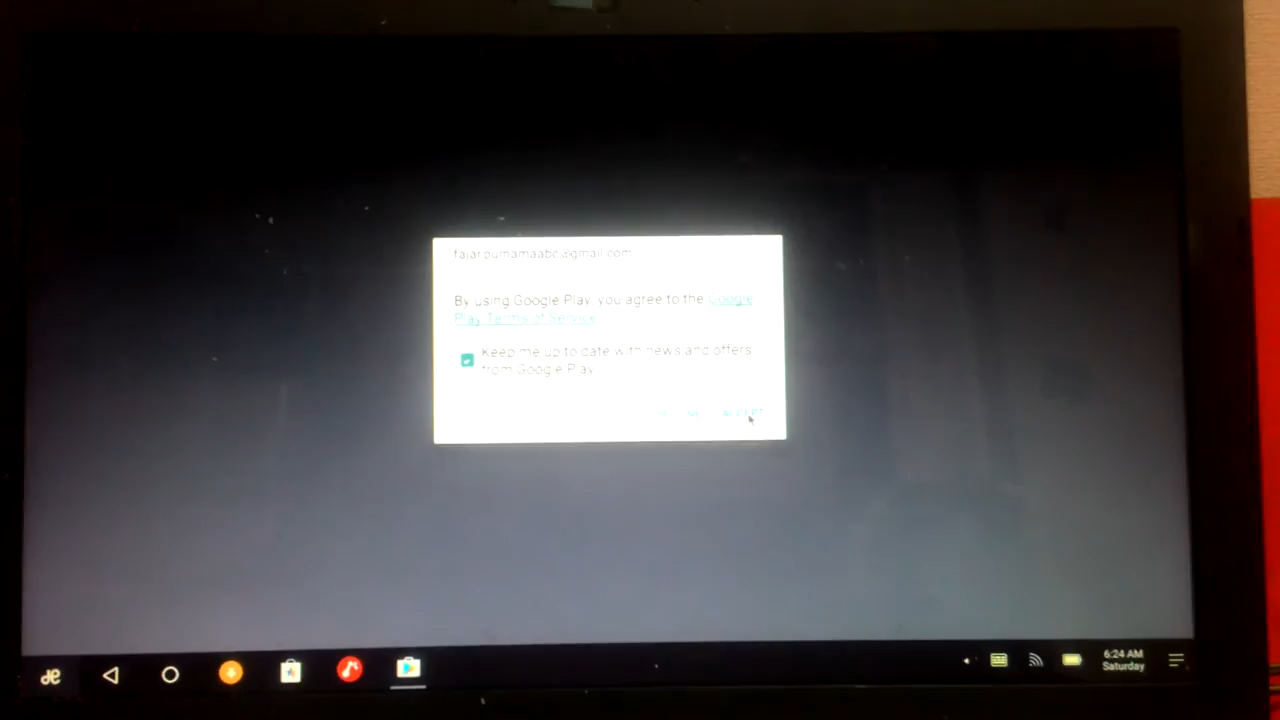 fajarpurnamaabc@gmail.com
By using Google Play, you agree to the Google
Play Terms of Service.
Keep me up to date with news and offers
from Google Play.
ACCEPT
6:24 AM
Saturday